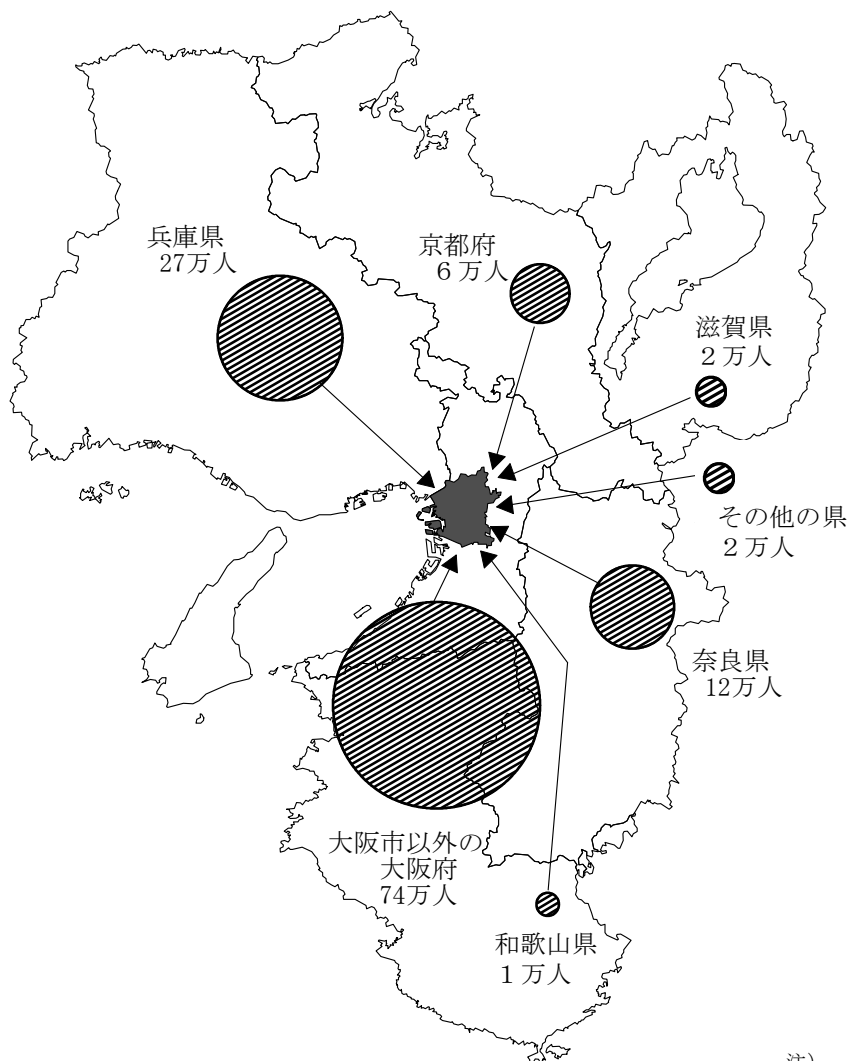 兵庫県
27万人
京都府
６万人
滋賀県
２万人
その他の県
２万人
奈良県
12万人
大阪市以外の
大阪府
74万人
和歌山県
１万人
注）